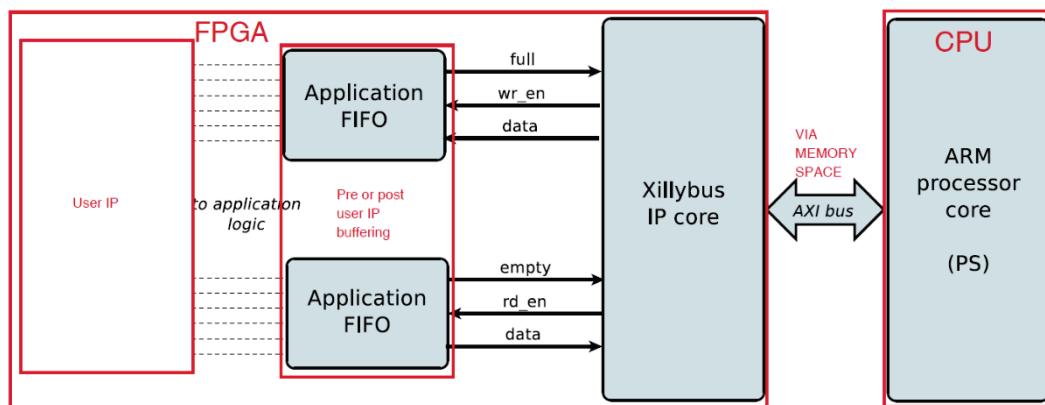 FPGA
CPU
User IP
to application
logic
Application
FIFO
Pre or post
user IP
buffering
Application
FIFO
full
wr_en
data
empty
rd_en
data
Xillybus
IP core
VIA
MEMORY
SPACE
AXI bus
ARM
processor
core
(PS)